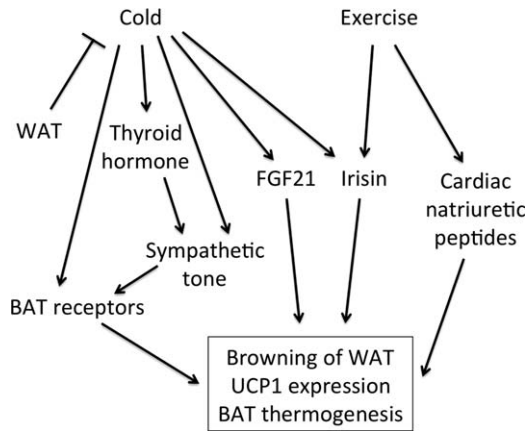 Cold
Exercise
WAT
Thyroid
hormone
FGF21
Irisin
Cardiac
natriuretic
peptides
Sympathetic
tone
BAT receptors
Browning of WAT
UCP1 expression
BAT thermogenesis